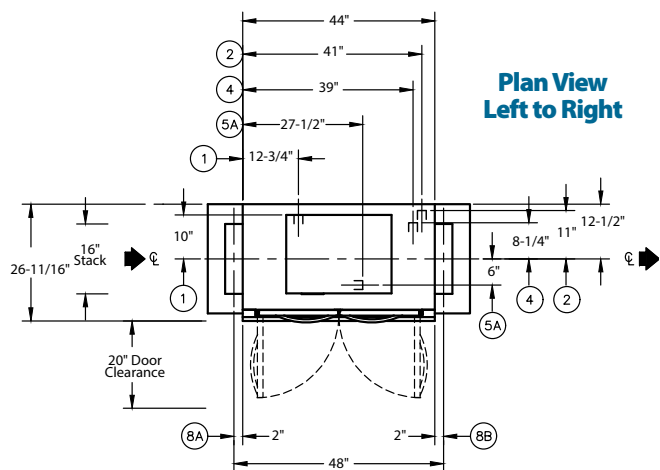 44"
2
41"
Plan View
Left to Right
4
39"
5A
27-1/2"
1
12-3/4"
10"
16"
Stack
26-11/16"
℄
1
12-1/2"
11"
8-1/4"
6"
℄
4
2
5A
20" Door
Clearance
8A
2"
2"
8B
48"